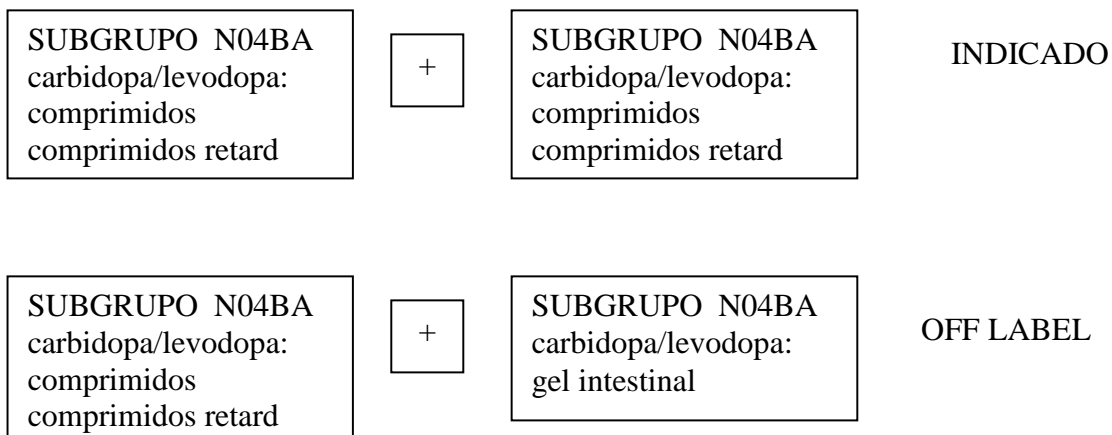 SUBGRUPO  N04BA
carbidopa/levodopa:
comprimidos
comprimidos retard
+
SUBGRUPO  N04BA
carbidopa/levodopa:
comprimidos
comprimidos retard
INDICADO
SUBGRUPO  N04BA
carbidopa/levodopa:
comprimidos
comprimidos retard
+
SUBGRUPO  N04BA
carbidopa/levodopa:
gel intestinal
OFF LABEL